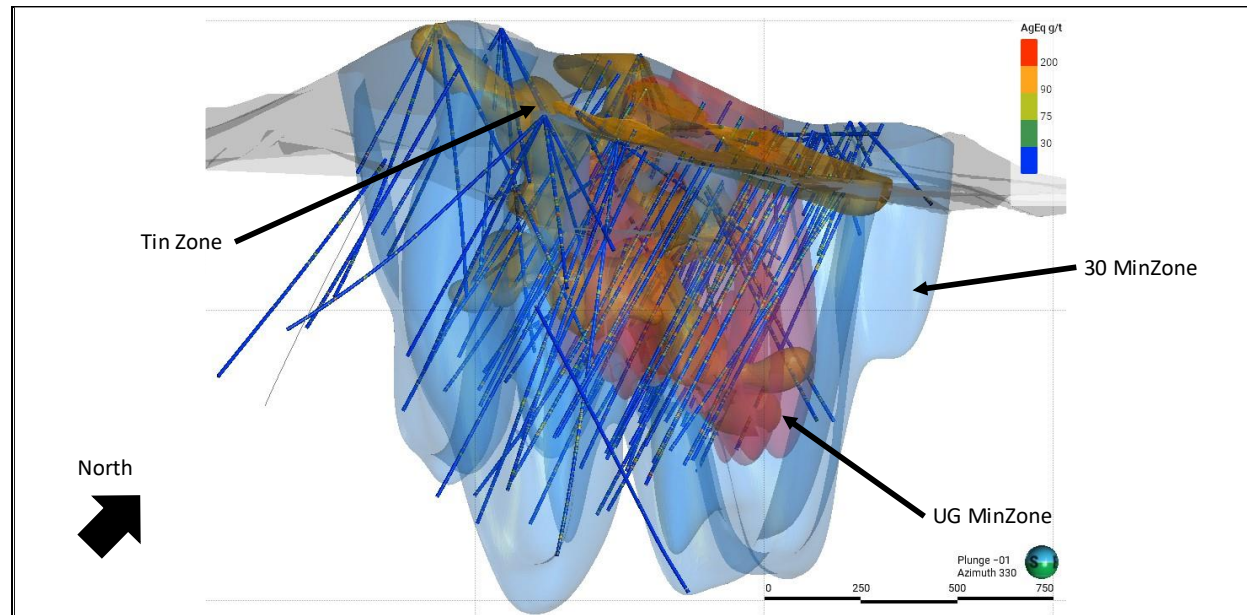 AgEq g/t
200
90
75
30
Tin Zone
30 MinZone
North
UG MinZone
Plunge −01
Azimuth 330
S
0
250
500
750